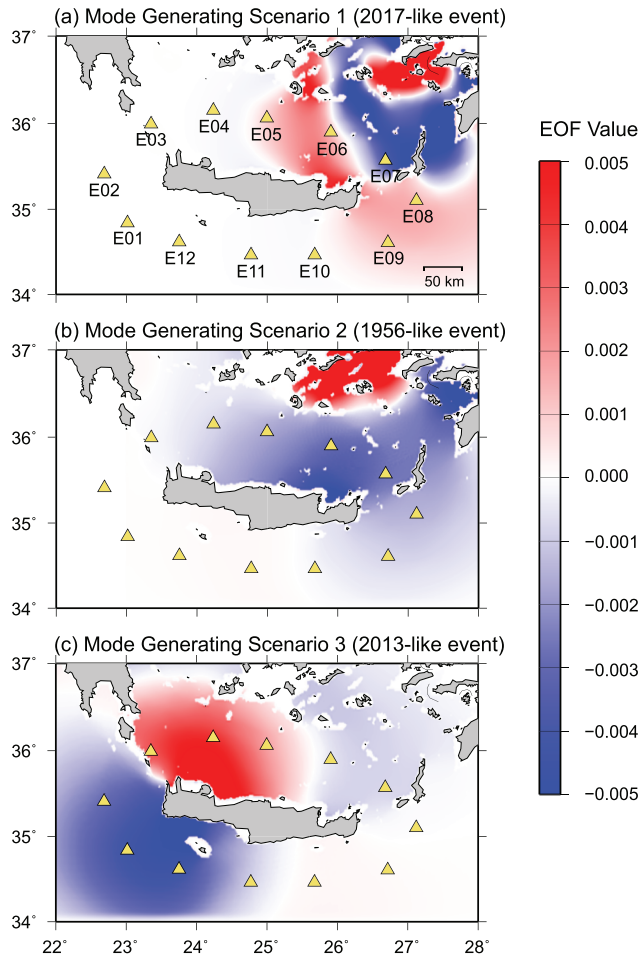 (a) Mode Generating Scenario 1 (2017-like event)
37˚
36˚
35˚
34˚
E03
E04
E05
E06
E07
E02
E01
E08
E12
E11
E10
E09
50 km
(b) Mode Generating Scenario 2 (1956-like event)
37˚
36˚
35˚
34˚
(c) Mode Generating Scenario 3 (2013-like event)
37˚
36˚
35˚
34˚
22
23
24
25
26
27
28
EOF Value
0.005
0.004
0.003
0.002
0.001
0.000
−0.001
−0.002
−0.003
−0.004
−0.005